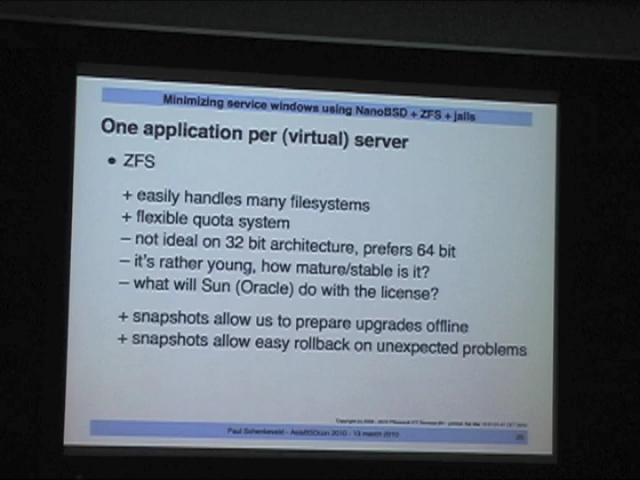 Minimizing service windows using NanoBSD + ZFS + jails
One application per (virtual) server
• ZFS
+ easily handles many filesystems
+ flexible quota system
– not ideal on 32 bit architecture, prefers 64 bit
– it's rather young, how mature/stable is it?
– what will Sun (Oracle) do with the license?
+ snapshots allow us to prepare upgrades offline
+ snapshots allow easy rollback on unexpected problems
Paul Schenkeveld - AsiaBSDcon 2010 - 13 march 2010